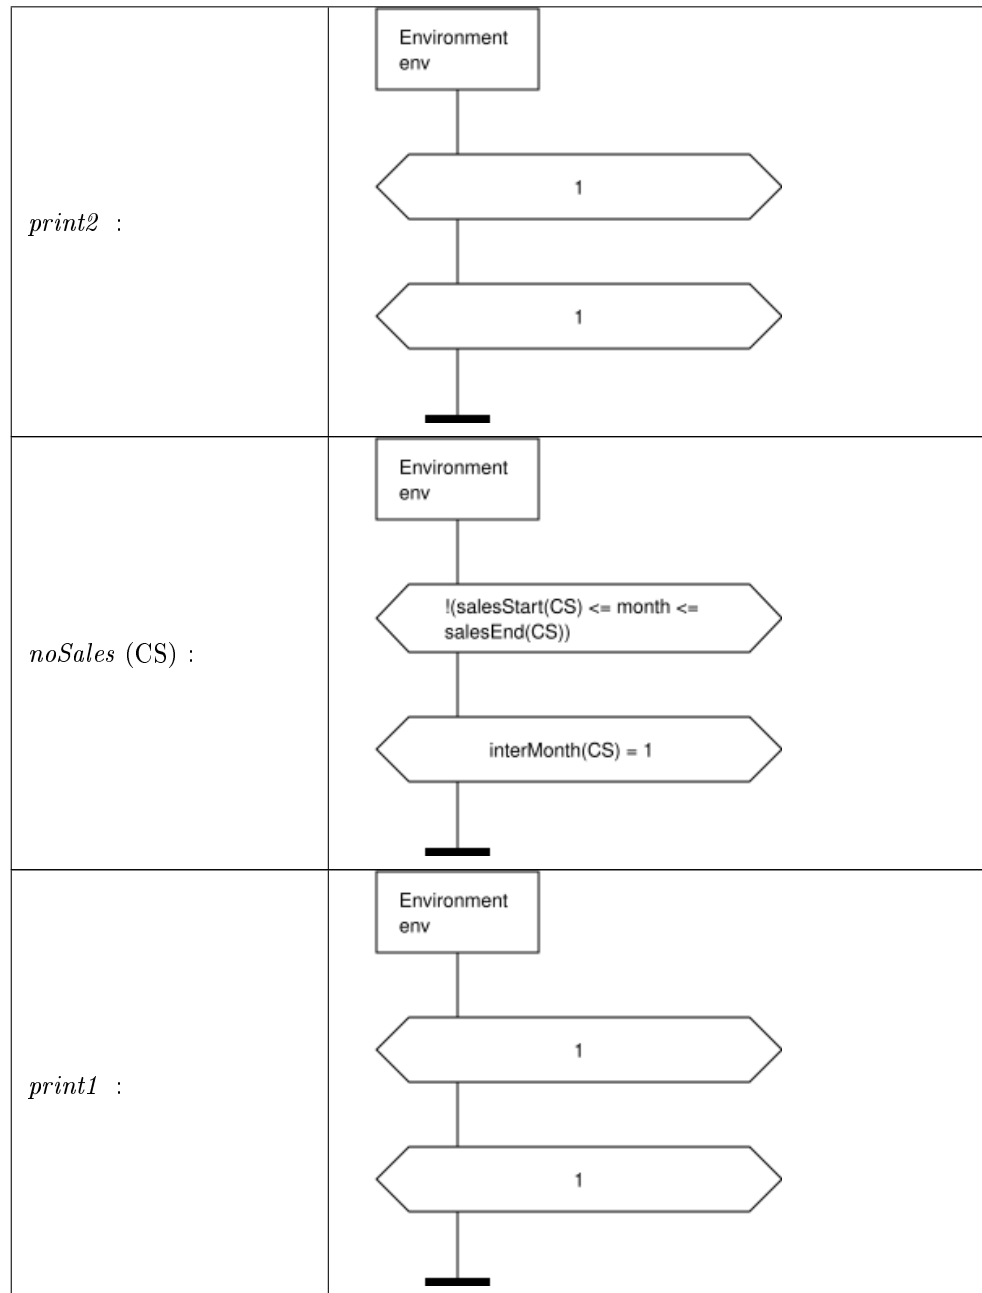 Environment
env
1
print2 :
1
Environment
env
!(salesStart(CS) <= month <=
salesEnd(CS))
noSales (CS) :
interMonth(CS) = 1
Environment
env
1
print1 :
1